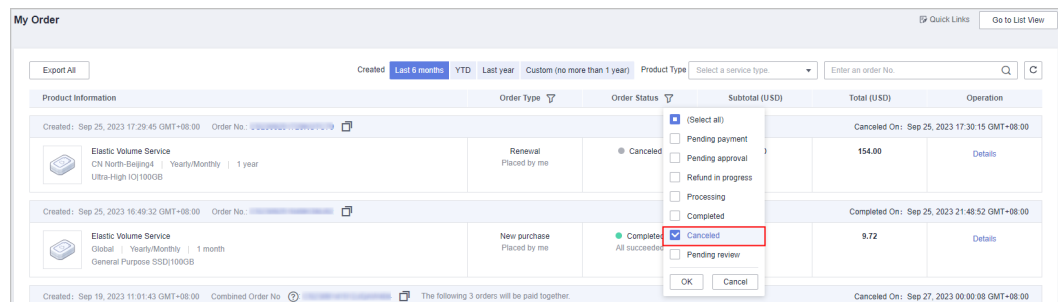 My Order
Quick Links
Go to List View
Export All
Created Last 6 months YTD Last year Custom (no more than 1 year) Product Type Select a service type. Enter an order No.
Product Information Order Type Order Status Subtotal (USD) Total (USD) Operation
Created: Sep 25, 2023 17:29:45 GMT+08:00 Order No.: Canceled On: Sep 25, 2023 17:30:15 GMT+08:00
Elastic Volume Service
CN North-Beijing4 | Yearly/Monthly | 1 year
Ultra-High IO|100GB
Renewal
Placed by me
Canceled
154.00
Details
(Select all)
Pending payment
Pending approval
Refund in progress
Processing
Completed
Canceled
Pending review
OK Cancel
Created: Sep 25, 2023 16:49:32 GMT+08:00 Order No.: Completed On: Sep 25, 2023 21:48:52 GMT+08:00
Elastic Volume Service
Global | Yearly/Monthly | 1 month
General Purpose SSD|100GB
New purchase
Placed by me
Completed
All succeeded
9.72
Details
Created: Sep 19, 2023 11:01:43 GMT+08:00 Combined Order No The following 3 orders will be paid together. Canceled On: Sep 27, 2023 00:00:08 GMT+08:00